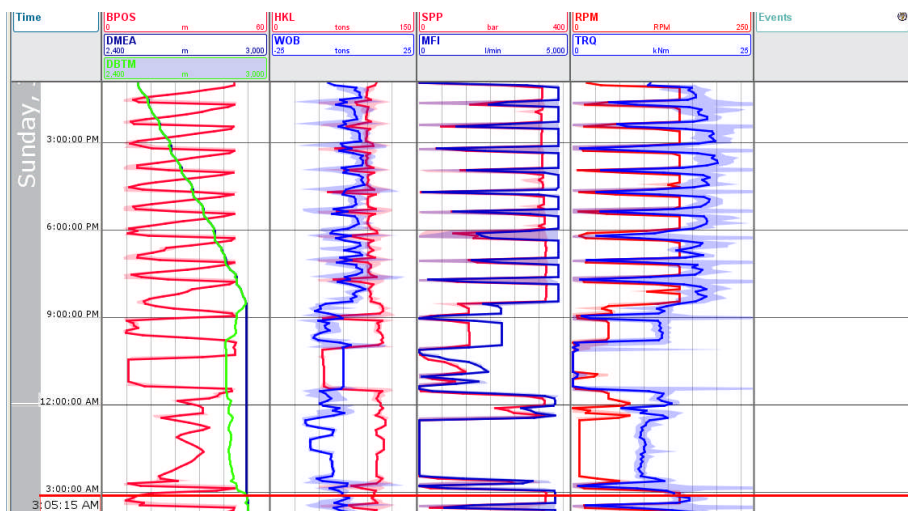 Time BPOS HKL SPP RPM Events
0 m 60 0 tons 150 0 bar 400 0 RPM 250
DMEA WOB MFI TRQ
2,400 m 3,000 -25 tons 25 0 l/min 5,000 0 kNm 25
DBTM
2,400 m 3,000
Sunday,
3:00:00 PM
6:00:00 PM
9:00:00 PM
12:00:00 AM
3:00:00 AM
3:05:15 AM